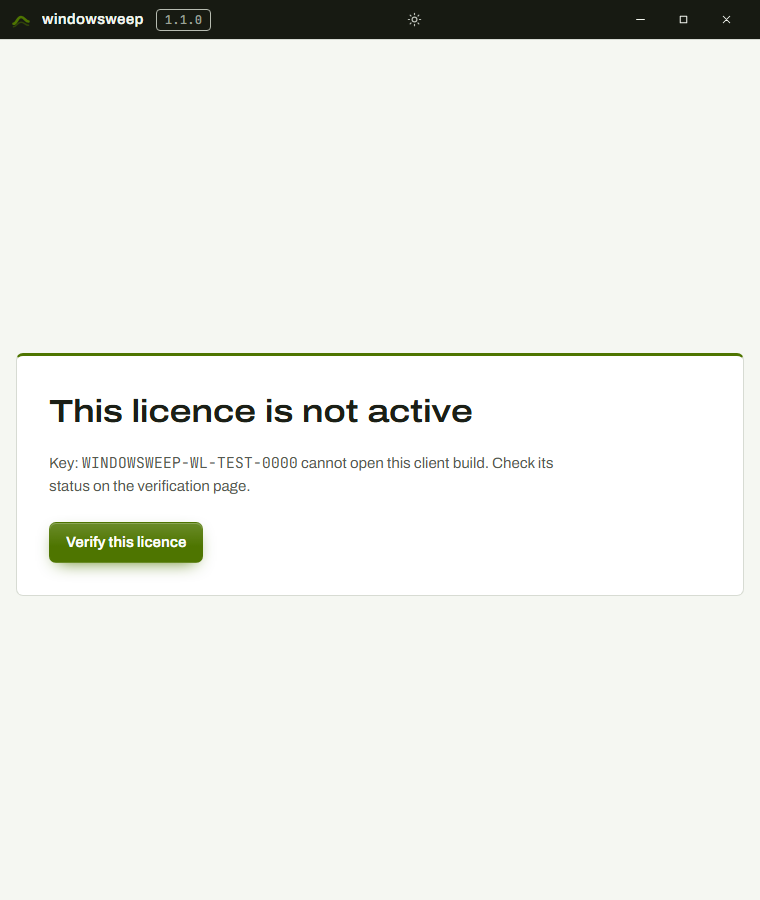 windowsweep 1.1.0
This licence is not active
Key: WINDOWSWEEP-WL-TEST-0000 cannot open this client build. Check its
status on the verification page.
Verify this licence